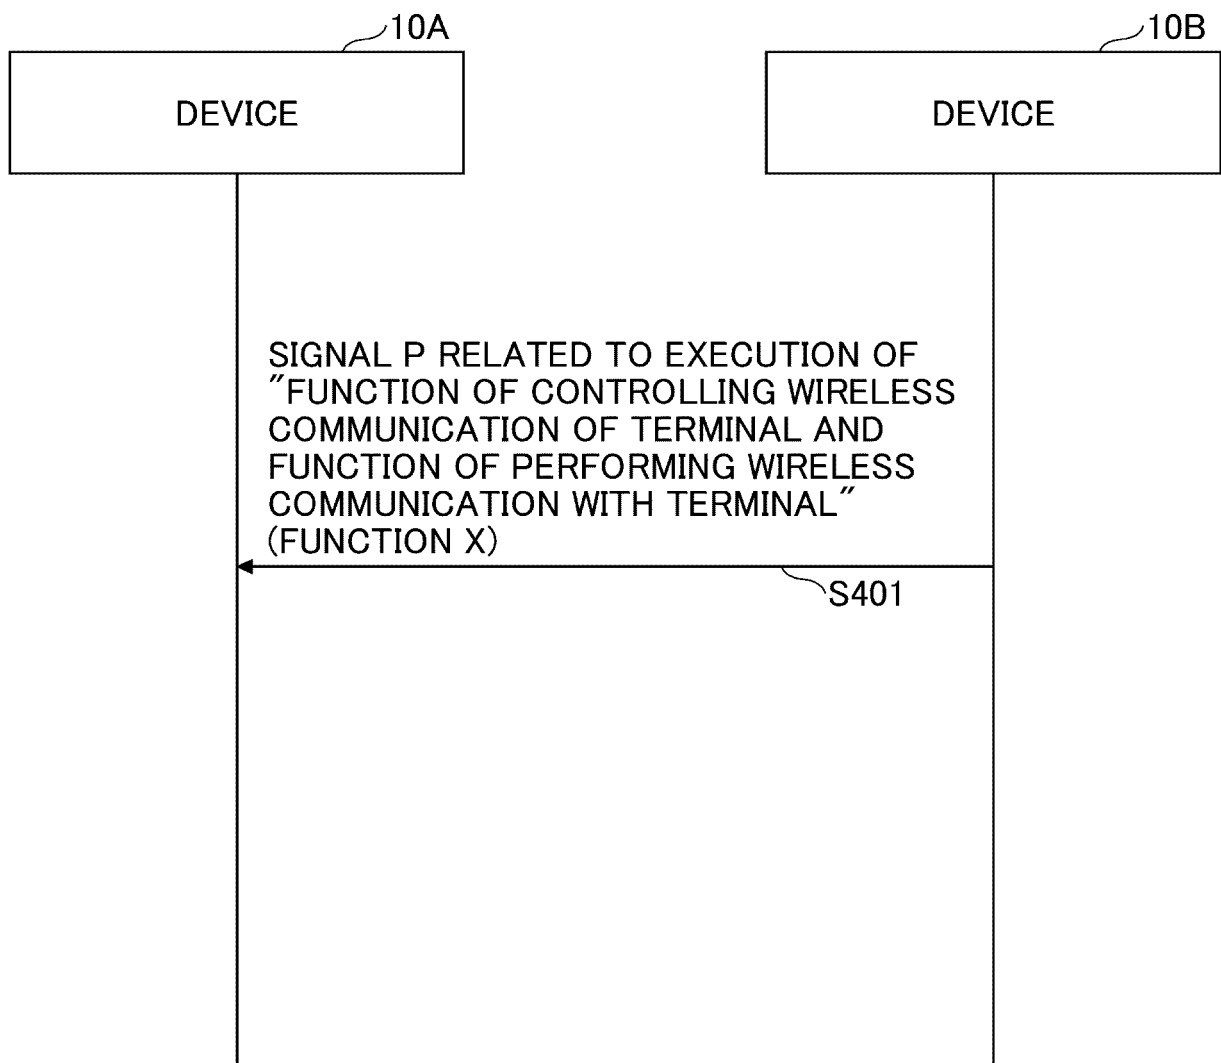 10A
10B
DEVICE
DEVICE
SIGNAL P RELATED TO EXECUTION OF
"FUNCTION OF CONTROLLING WIRELESS
COMMUNICATION OF TERMINAL AND
FUNCTION OF PERFORMING WIRELESS
COMMUNICATION WITH TERMINAL"
(FUNCTION X)
S401